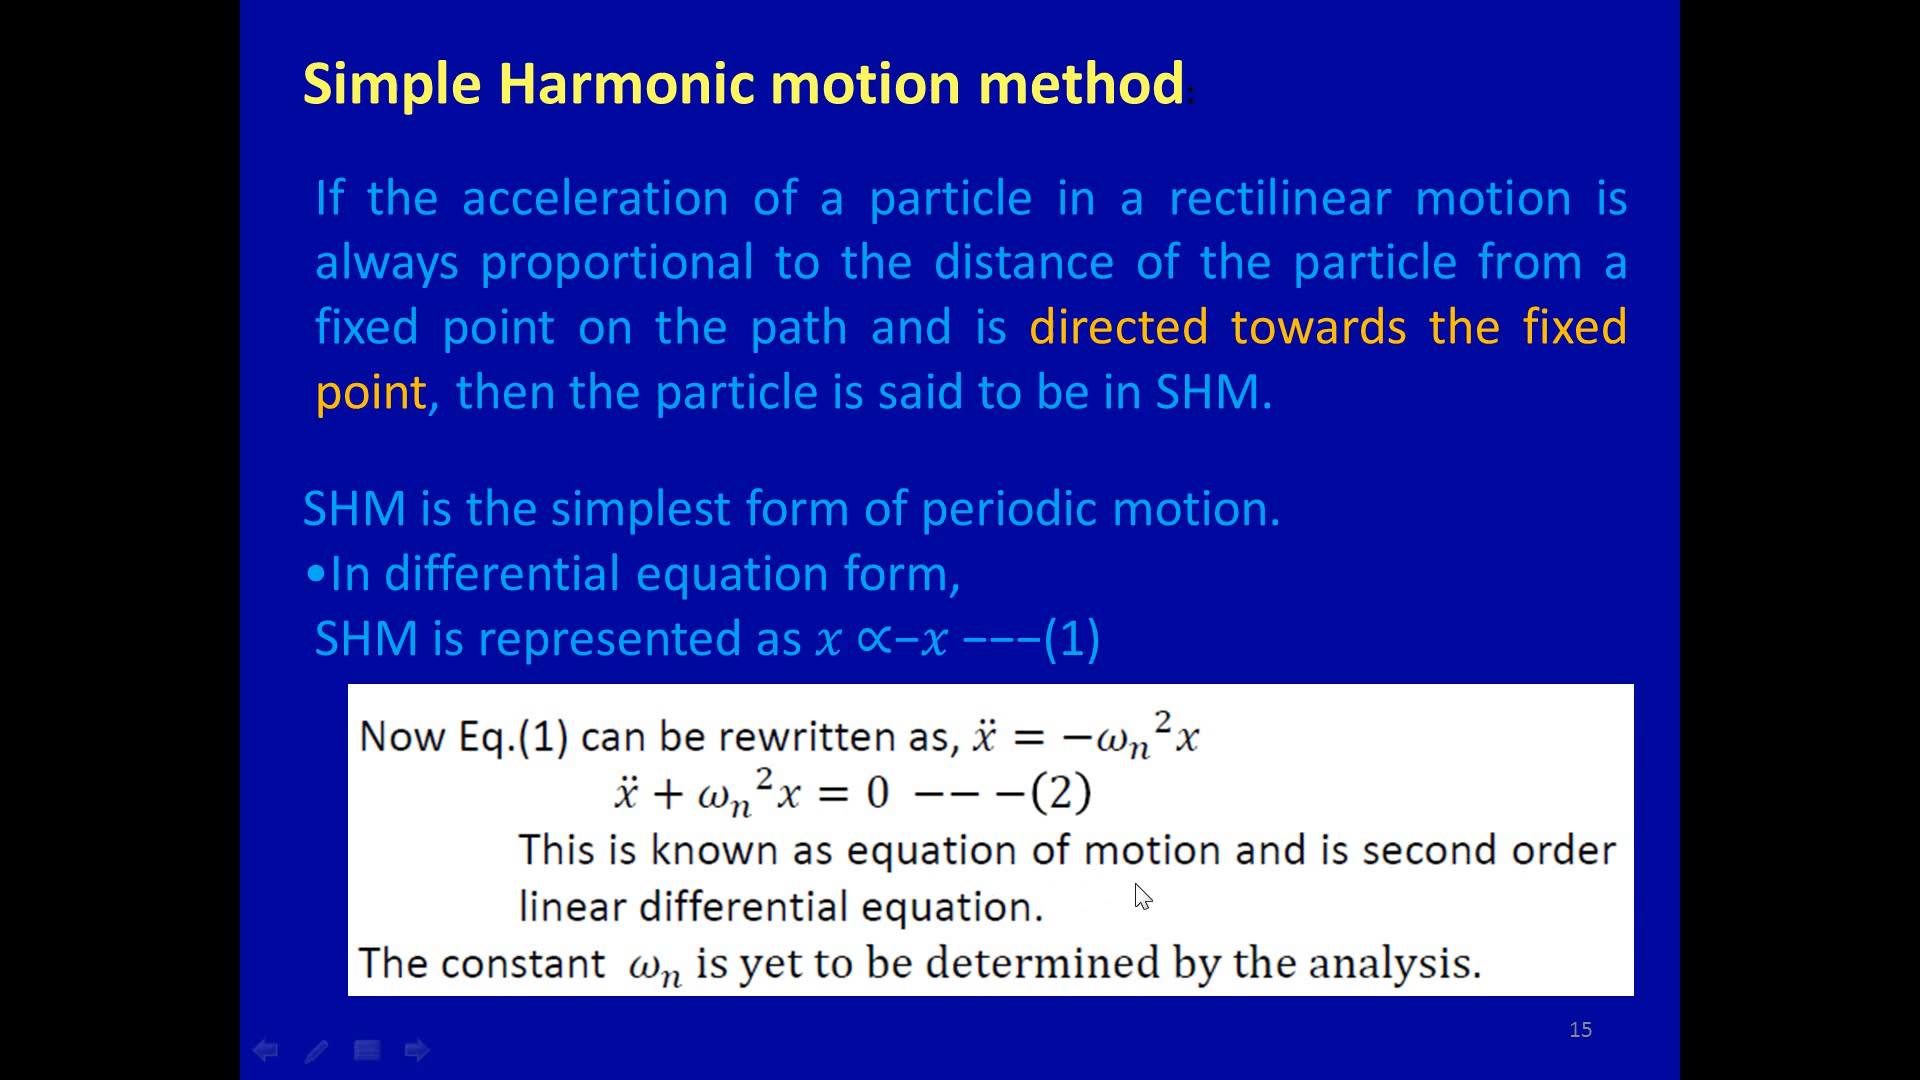 Simple Harmonic motion method:
If the acceleration of a particle in a rectilinear motion is
always proportional to the distance of the particle from a
fixed point on the path and is directed towards the fixed
point, then the particle is said to be in SHM.
SHM is the simplest form of periodic motion.
•In differential equation form,
SHM is represented as 𝑥 ∝−𝑥 −−−(1)
Now Eq.(1) can be rewritten as, ẍ = −ωₙ²x
ẍ + ωₙ²x = 0 −− −(2)
This is known as equation of motion and is second order
linear differential equation.
The constant ωₙ is yet to be determined by the analysis.
15